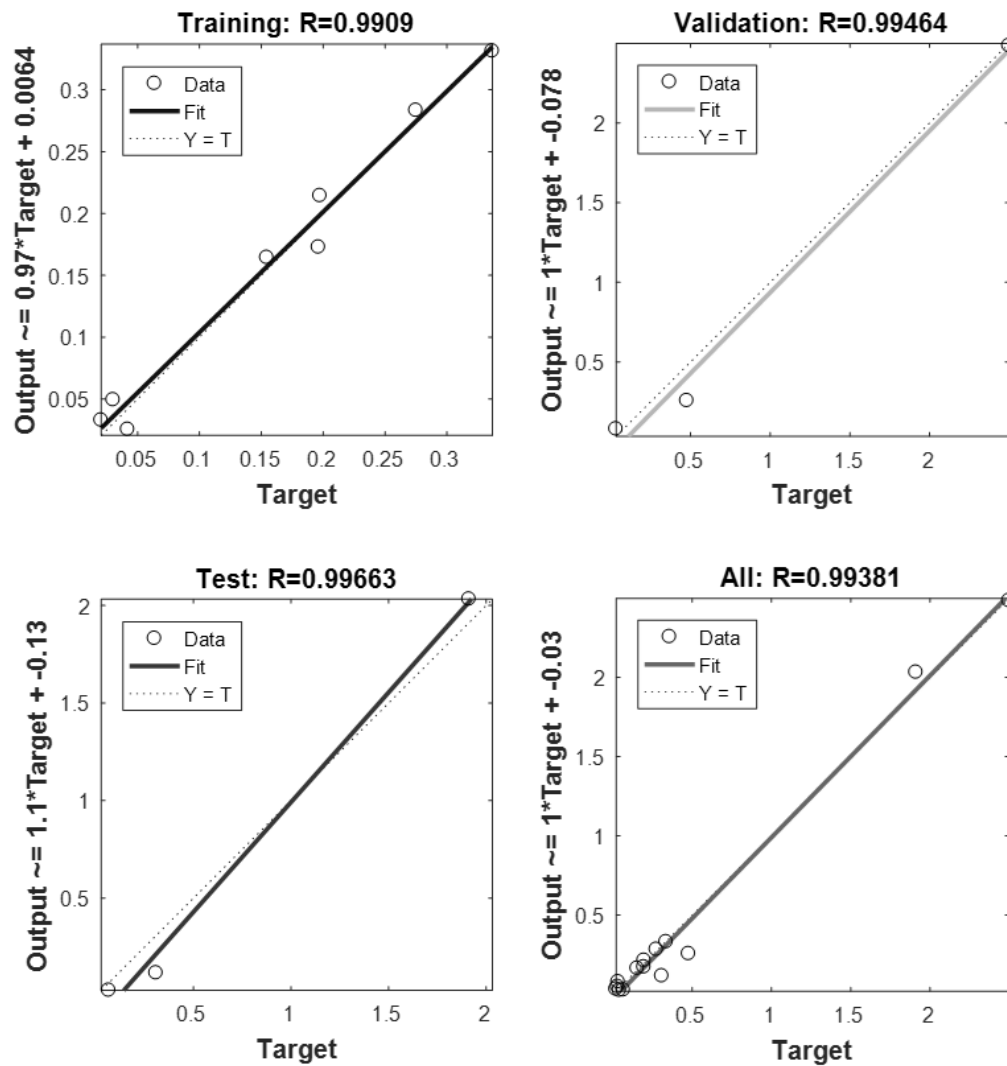 Training: R=0.9909
Output ~= 0.97*Target + 0.0064
Data
Fit
Y = T
0.3
0.25
0.2
0.15
0.1
0.05
0.05 0.1 0.15 0.2 0.25 0.3
Target
Validation: R=0.99464
Output ~= 1*Target + -0.078
Data
Fit
Y = T
2
1.5
1
0.5
0.5 1 1.5 2
Target
Test: R=0.99663
Output ~= 1.1*Target + -0.13
Data
Fit
Y = T
2
1.5
1
0.5
0.5 1 1.5 2
Target
All: R=0.99381
Output ~= 1*Target + -0.03
Data
Fit
Y = T
2
1.5
1
0.5
0.5 1 1.5 2
Target